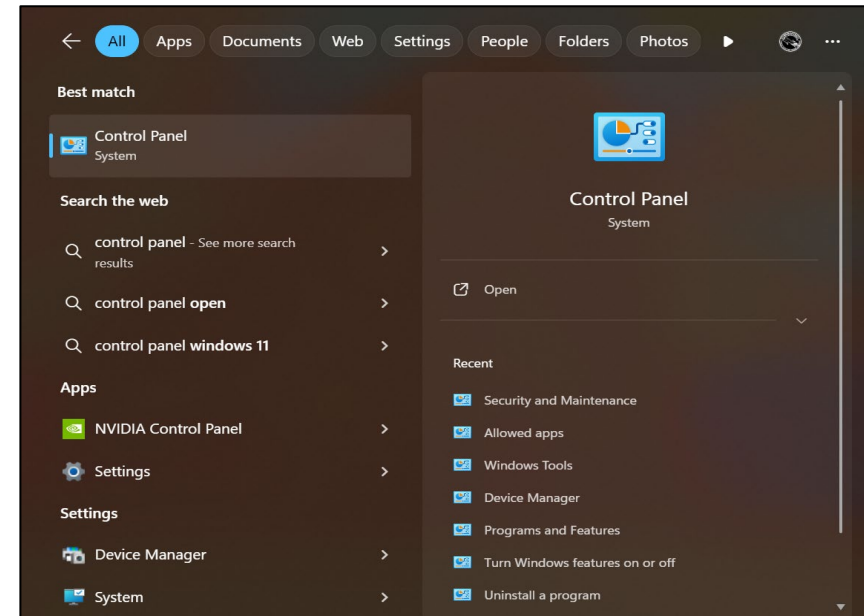 All Apps Documents Web Settings People Folders Photos
Best match
Control Panel
System
Search the web
control panel - See more search
results
control panel open
control panel windows 11
Apps
NVIDIA Control Panel
Settings
Settings
Device Manager
System
Control Panel
System
Open
Recent
Security and Maintenance
Allowed apps
Windows Tools
Device Manager
Programs and Features
Turn Windows features on or off
Uninstall a program